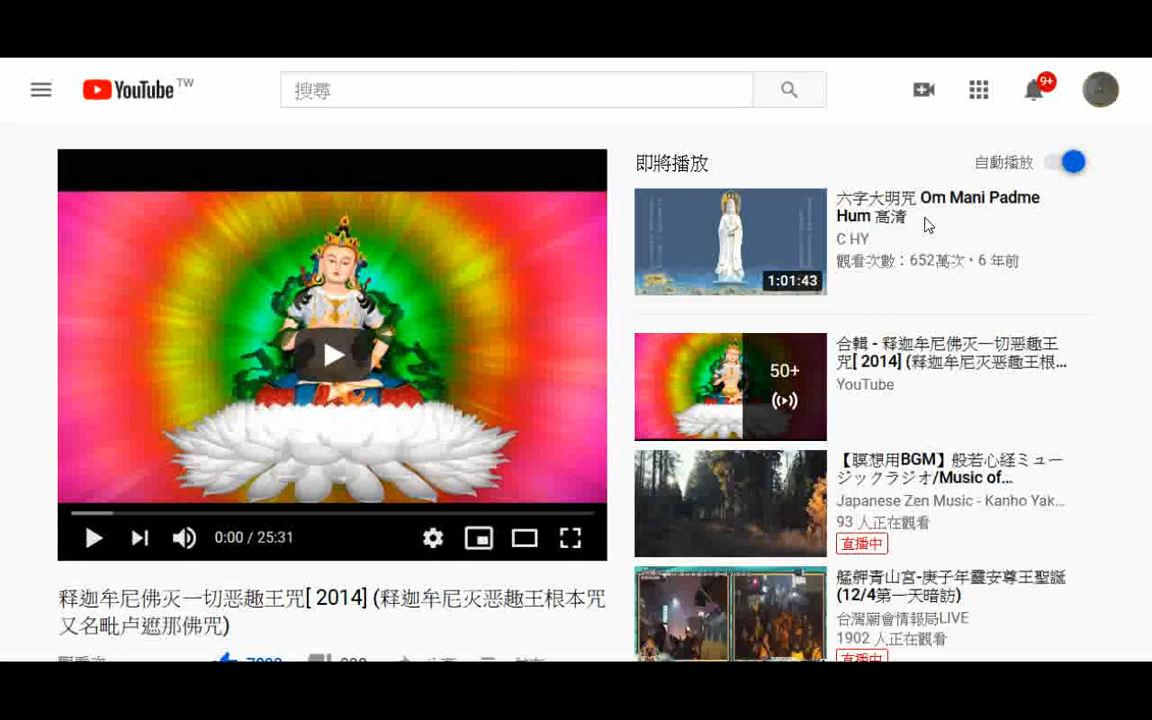 YouTube TW
搜尋
9+
即將播放
自動播放
六字大明咒 Om Mani Padme
Hum 高清
C HY
觀看次數：652萬次・6 年前
1:01:43
合輯 - 释迦牟尼佛灭一切恶趣王
咒[ 2014] (释迦牟尼灭恶趣王根...
YouTube
50+
【瞑想用BGM】般若心経ミュー
ジックラジオ/Music of...
Japanese Zen Music - Kanho Yak...
93 人正在觀看
直播中
艋舺青山宮-庚子年靈安尊王聖誕
(12/4第一天暗訪)
台灣廟會情報局LIVE
1902 人正在觀看
直播中
0:00 / 25:31
释迦牟尼佛灭一切恶趣王咒[ 2014] (释迦牟尼灭恶趣王根本咒
又名毗卢遮那佛咒)